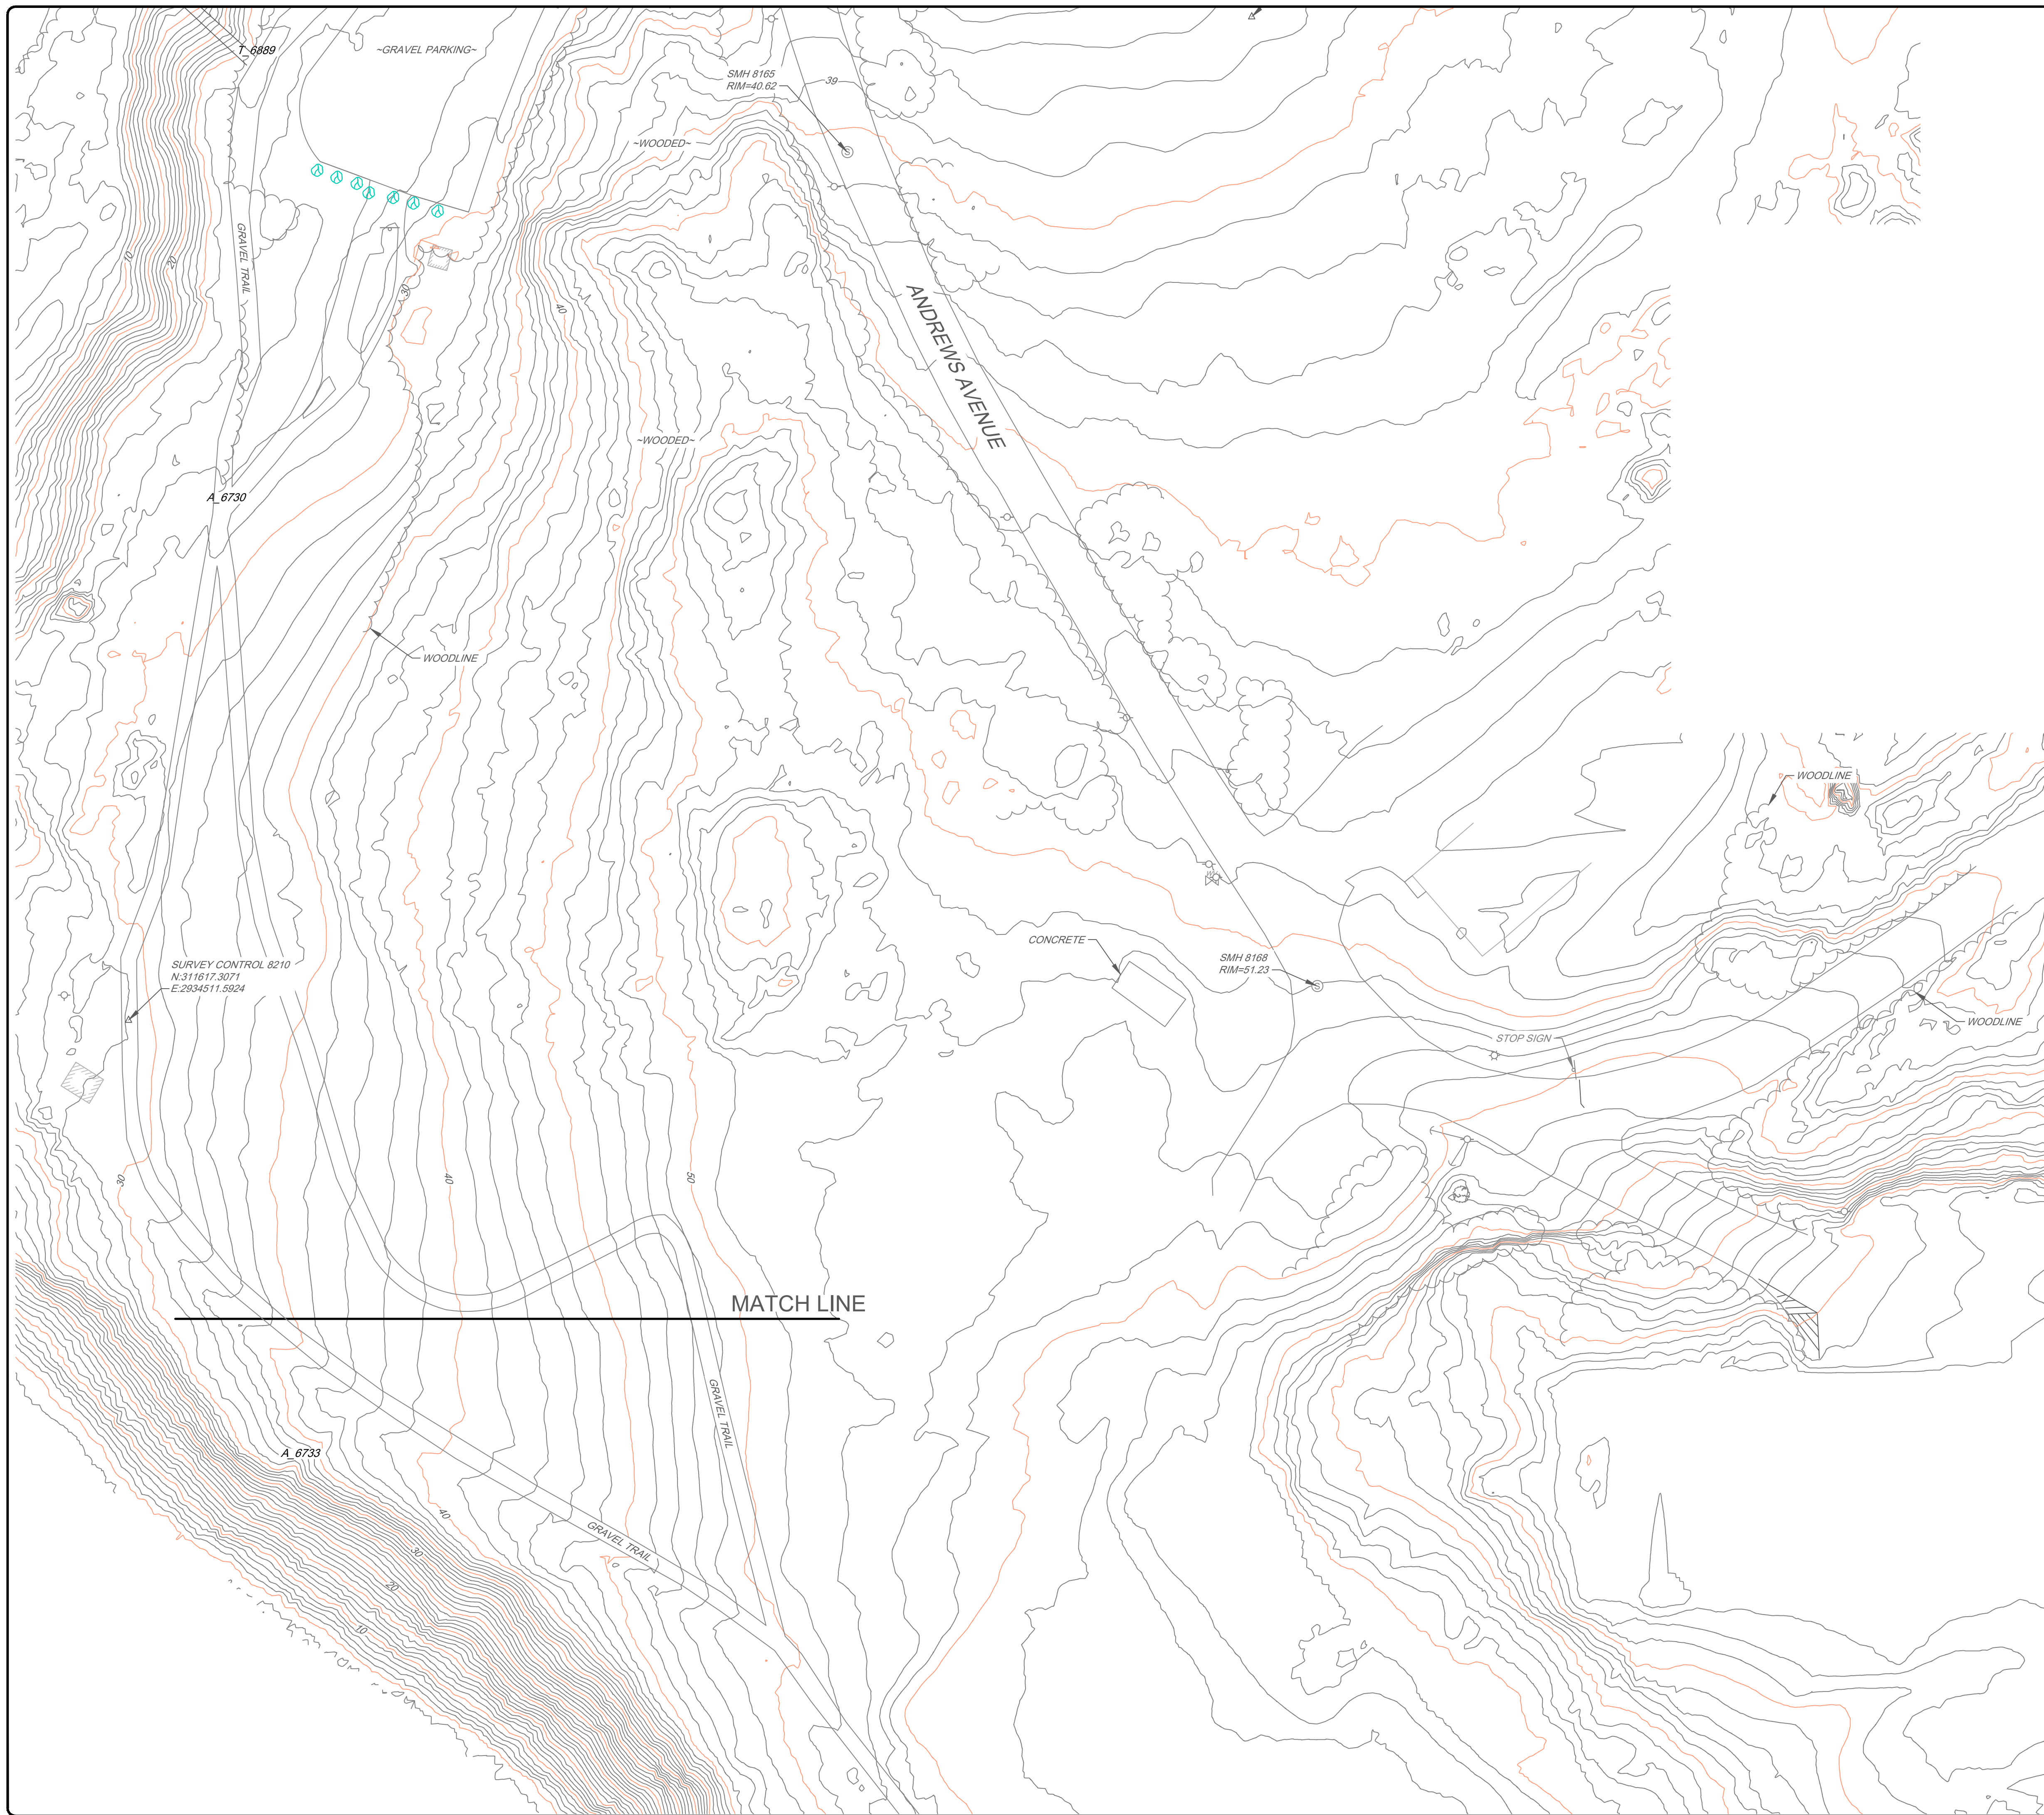 T_6889
~GRAVEL PARKING~
SMH 8165
RIM=40.62
39
~WOODED~
GRAVEL TRAIL
10
20
30
40
ANDREWS AVENUE
~WOODED~
A_6730
WOODLINE
WOODLINE
CONCRETE
SMH 8168
RIM=51.23
SURVEY CONTROL 8210
N:311617.3071
E:2934511.5924
WOODLINE
STOP SIGN
30
40
50
MATCH LINE
GRAVEL TRAIL
A_6733
40
GRAVEL TRAIL
30
20
10